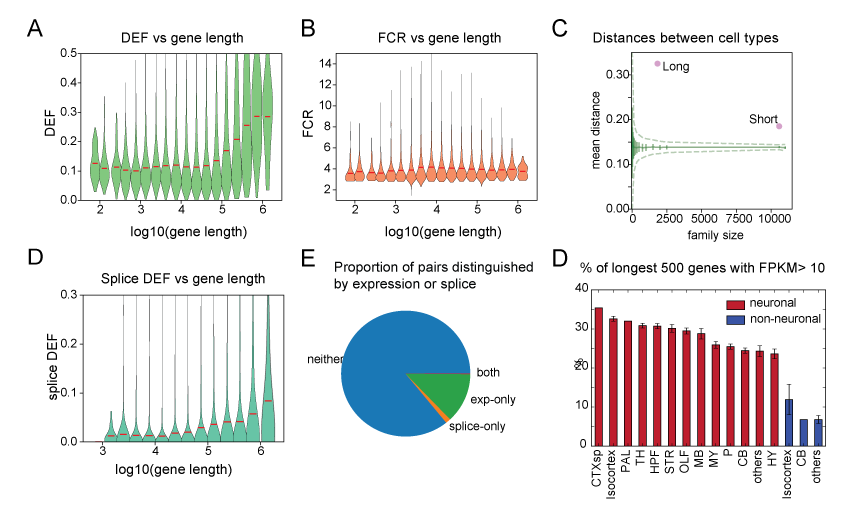 A
DEF vs gene length
0.5
0.4
0.3
0.2
0.1
0.0
DEF
2
3
4
5
6
log10(gene length)
B
FCR vs gene length
14
12
10
8
6
4
2
FCR
2
3
4
5
6
log10(gene length)
C
Distances between cell types
0.30
0.20
0.10
0.00
mean distance
Long
Short
0
2500
5000
7500
10000
family size
D
Splice DEF vs gene length
0.3
0.2
0.1
0.0
splice DEF
3
4
5
6
log10(gene length)
E
Proportion of pairs distinguished
by expression or splice
neither
both
exp-only
splice-only
D
% of longest 500 genes with FPKM> 10
40
30
20
10
0
%
neuronal
non-neuronal
CTXsp
Isocortex
PAL
TH
HPF
STR
OLF
MB
MY
P
CB
others
HY
Isocortex
CB
others